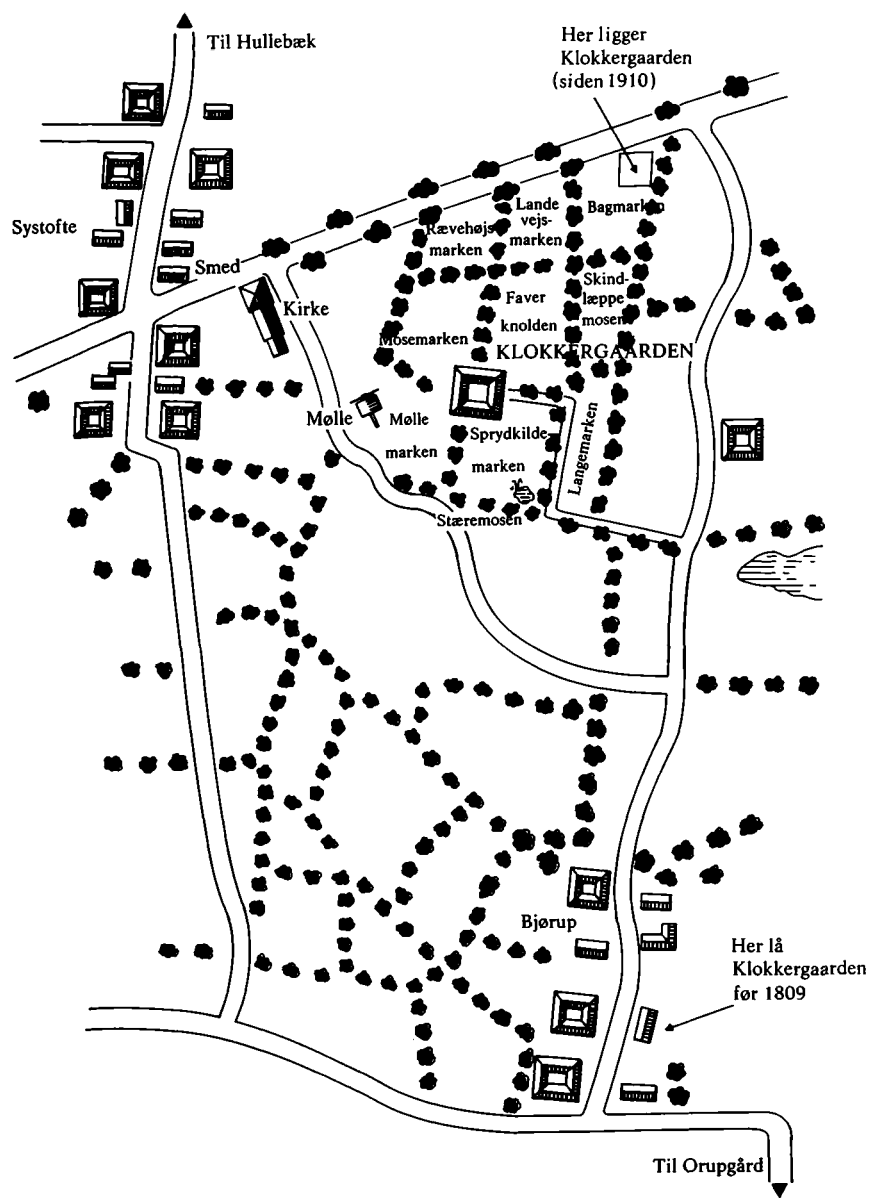 Til Hullebæk
Her ligger
Klokkergaarden
(siden 1910)
Systofte
Smed
Kirke
Rævehøjs
marken
Lande
vejs-
marken
Bagmarken
Mosemarken
Faver
knolden
Skind-
læppe
mosen
KLOKKERGAARDEN
Mølle
Mølle
marken
Sprydkilde-
marken
Langemarken
Stæremosen
Bjørup
Her lå
Klokkergaarden
før 1809
Til Orupgård